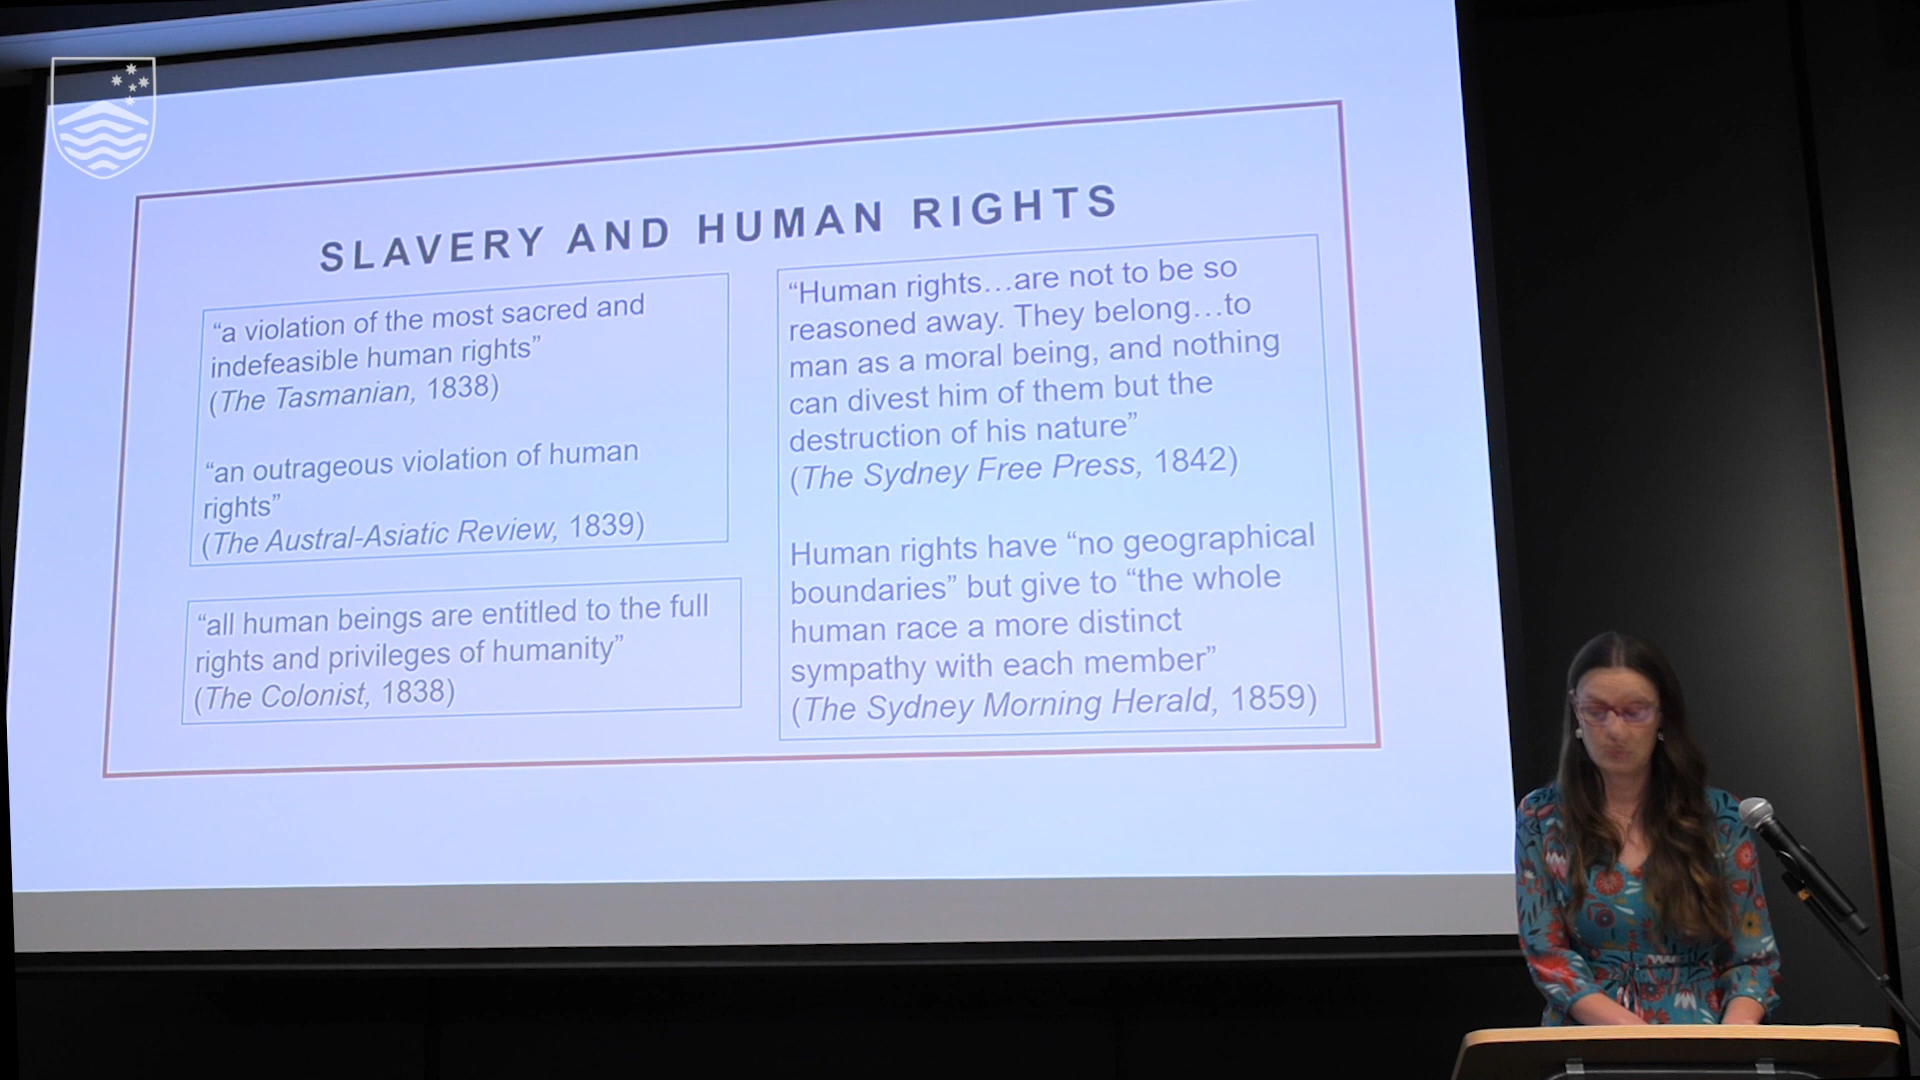 SLAVERY AND HUMAN RIGHTS
“a violation of the most sacred and
indefeasible human rights”
(The Tasmanian, 1838)
“an outrageous violation of human
rights”
(The Austral-Asiatic Review, 1839)
“all human beings are entitled to the full
rights and privileges of humanity”
(The Colonist, 1838)
“Human rights…are not to be so
reasoned away. They belong…to
man as a moral being, and nothing
can divest him of them but the
destruction of his nature”
(The Sydney Free Press, 1842)
Human rights have “no geographical
boundaries” but give to “the whole
human race a more distinct
sympathy with each member”
(The Sydney Morning Herald, 1859)